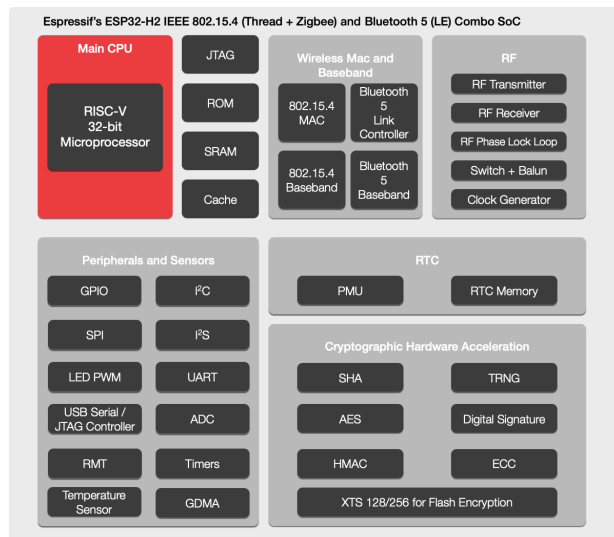 Espressif's ESP32-H2 IEEE 802.15.4 (Thread + Zigbee) and Bluetooth 5 (LE) Combo SoC
Main CPU
RISC-V
32-bit
Microprocessor
JTAG
ROM
SRAM
Cache
Wireless Mac and
Baseband
802.15.4
MAC
Bluetooth
5
Link
Controller
802.15.4
Baseband
Bluetooth
5
Baseband
RF
RF Transmitter
RF Receiver
RF Phase Lock Loop
Switch + Balun
Clock Generator
Peripherals and Sensors
GPIO
I²C
SPI
I²S
LED PWM
UART
USB Serial /
JTAG Controller
ADC
RMT
Timers
Temperature
Sensor
GDMA
RTC
PMU
RTC Memory
Cryptographic Hardware Acceleration
SHA
TRNG
AES
Digital Signature
HMAC
ECC
XTS 128/256 for Flash Encryption